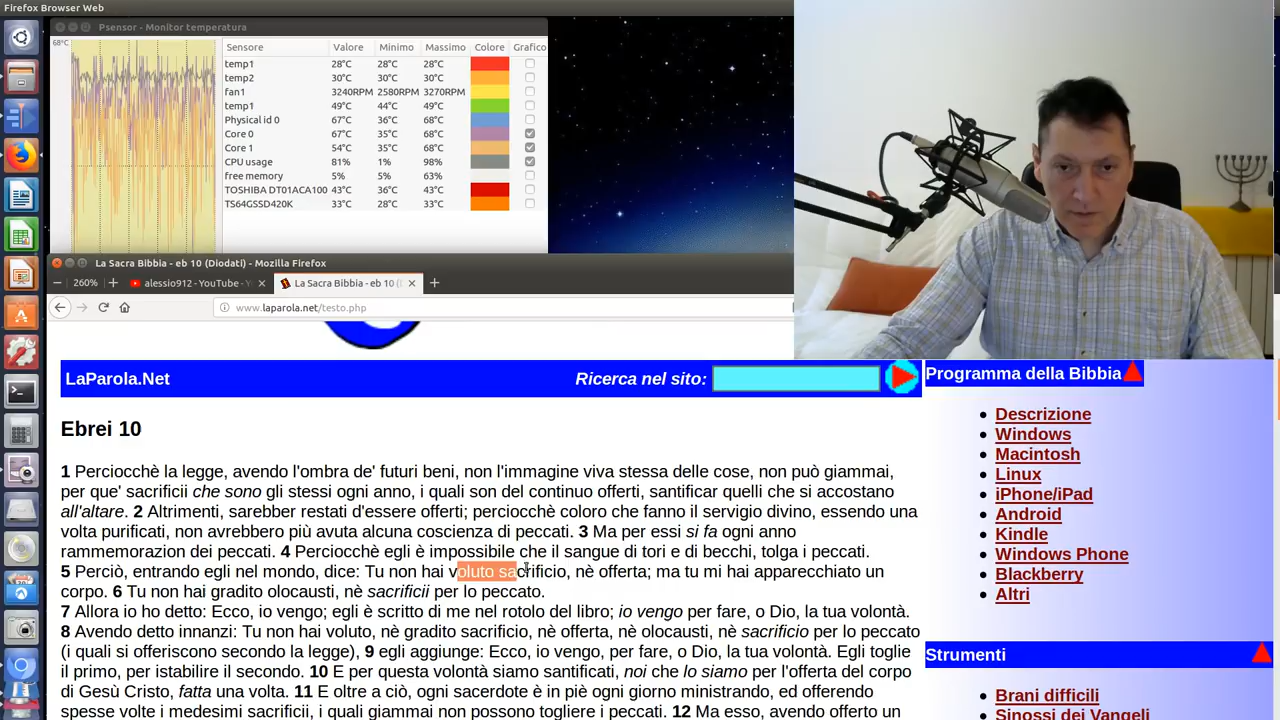 Firefox Browser Web
Psensor - Monitor temperatura
68°C
Sensore Valore Minimo Massimo Colore Grafico
temp1 28°C 28°C 28°C
temp2 30°C 30°C 30°C
fan1 3240RPM 2580RPM 3270RPM
temp1 49°C 44°C 49°C
Physical id 0 67°C 36°C 68°C
Core 0 67°C 35°C 68°C
Core 1 54°C 35°C 68°C
CPU usage 81% 1% 98%
free memory 5% 5% 63%
TOSHIBA DT01ACA100 43°C 36°C 43°C
TS64GSSD420K 33°C 28°C 33°C
La Sacra Bibbia - eb 10 (Diodati) - Mozilla Firefox
260% alessio912 - YouTube - La Sacra Bibbia - eb 10 (
www.laparola.net/testo.php
LaParola.Net Ricerca nel sito:
Ebrei 10
1 Perciocchè la legge, avendo l'ombra de' futuri beni, non l'immagine viva stessa delle cose, non può giammai,
per que' sacrificii che sono gli stessi ogni anno, i quali son del continuo offerti, santificar quelli che si accostano
all'altare. 2 Altrimenti, sarebber restati d'essere offerti; perciocchè coloro che fanno il servigio divino, essendo una
volta purificati, non avrebbero più avuta alcuna coscienza di peccati. 3 Ma per essi si fa ogni anno
rammemorazion dei peccati. 4 Perciocchè egli è impossibile che il sangue di tori e di becchi, tolga i peccati.
5 Perciò, entrando egli nel mondo, dice: Tu non hai voluto sacrificio, nè offerta; ma tu mi hai apparecchiato un
corpo. 6 Tu non hai gradito olocausti, nè sacrificii per lo peccato.
7 Allora io ho detto: Ecco, io vengo; egli è scritto di me nel rotolo del libro; io vengo per fare, o Dio, la tua volontà.
8 Avendo detto innanzi: Tu non hai voluto, nè gradito sacrificio, nè offerta, nè olocausti, nè sacrificio per lo peccato
(i quali si offeriscono secondo la legge), 9 egli aggiunge: Ecco, io vengo, per fare, o Dio, la tua volontà. Egli toglie
il primo, per istabilire il secondo. 10 E per questa volontà siamo santificati, noi che lo siamo per l'offerta del corpo
di Gesù Cristo, fatta una volta. 11 E oltre a ciò, ogni sacerdote è in piè ogni giorno ministrando, ed offerendo
spesse volte i medesimi sacrifici, i quali giammai non possono togliere i peccati. 12 Ma esso, avendo offerto un
Programma della Bibbia
Descrizione
Windows
Macintosh
Linux
iPhone/iPad
Android
Kindle
Windows Phone
Blackberry
Altri
Strumenti
Brani difficili
Sinossi dei Vangeli